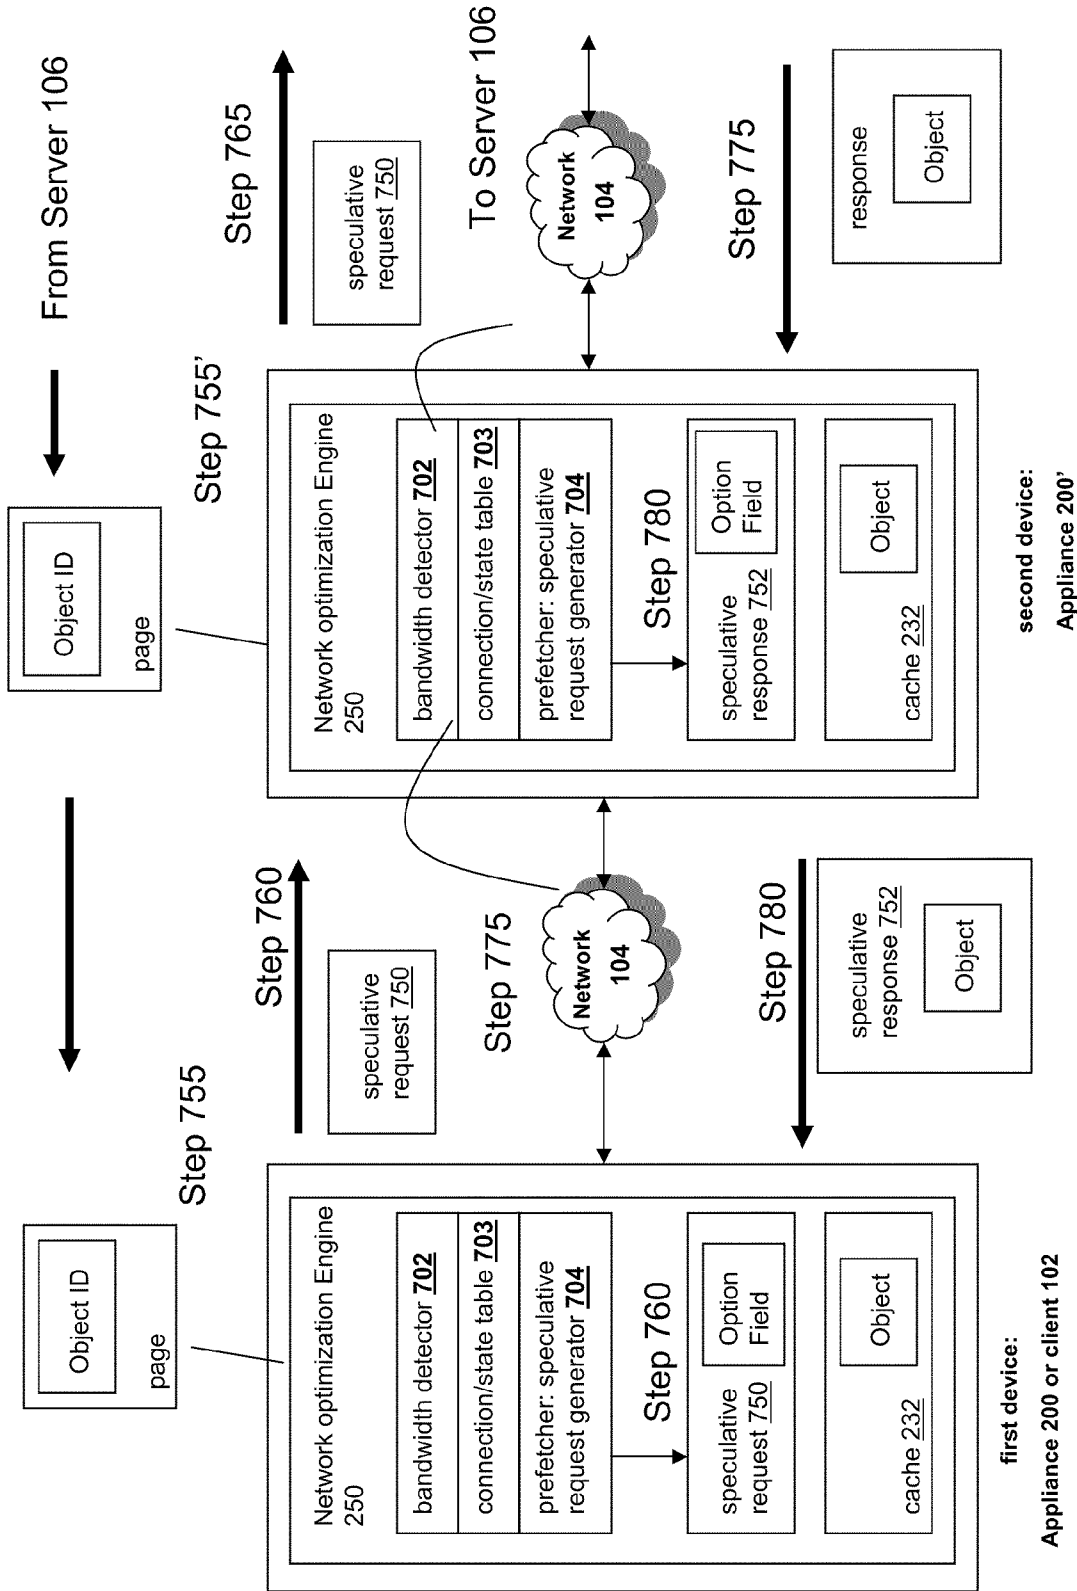 From Server 106
Object ID
page
Object ID
page
Step 755
Step 755’
Step 760
speculative
request 750
Step 765
speculative
request 750
To Server 106
Network optimization Engine
250
bandwidth detector 702
connection/state table 703
prefetcher: speculative
request generator 704
Step 760
speculative
request 750
Option
Field
cache 232
Object
first device:
Appliance 200 or client 102
Step 775
Network
104
Step 780
speculative
response 752
Object
Network optimization Engine
250
bandwidth detector 702
connection/state table 703
prefetcher: speculative
request generator 704
Step 780
speculative
response 752
Option
Field
cache 232
Object
second device:
Appliance 200’
Network
104
Step 775
response
Object